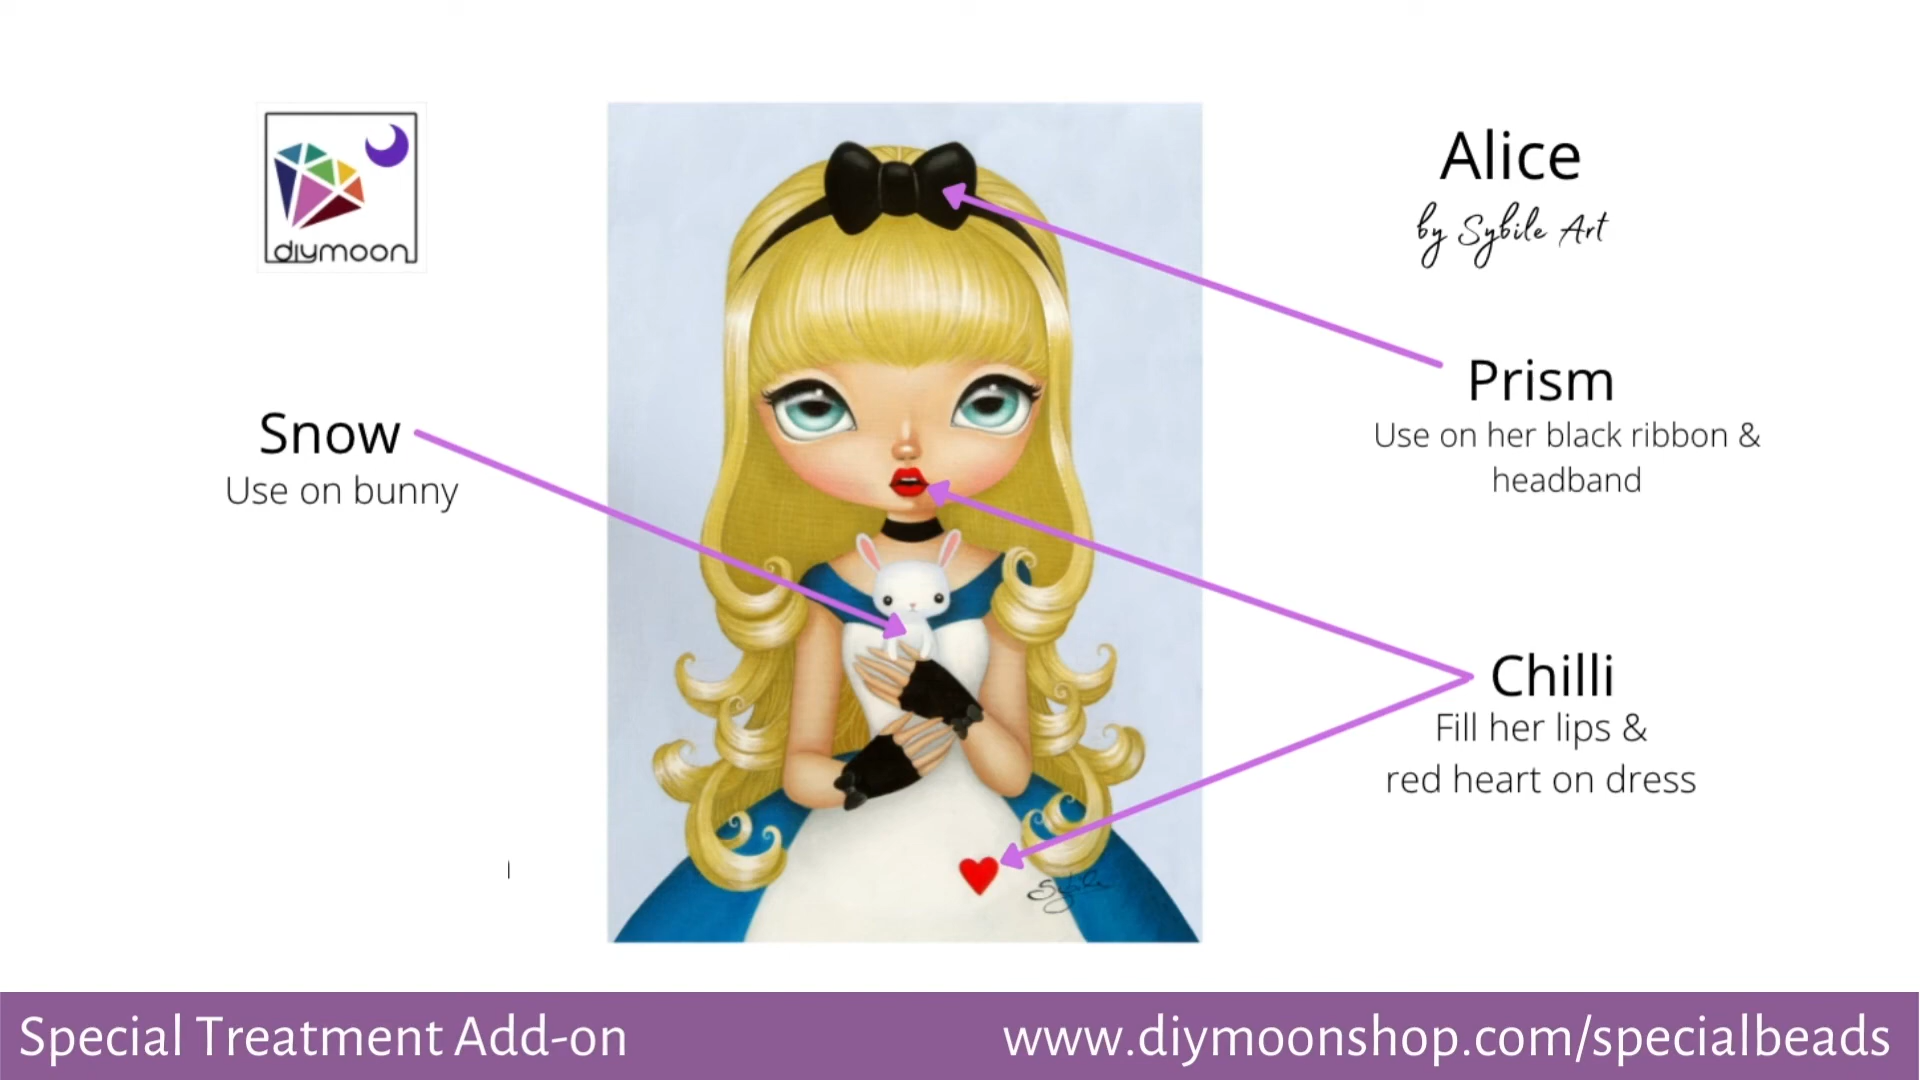 diymoon
Alice
by Sybile Art
Prism
Use on her black ribbon &
headband
Snow
Use on bunny
Chilli
Fill her lips &
red heart on dress
Sybile
Special Treatment Add-on
www.diymoonshop.com/specialbeads